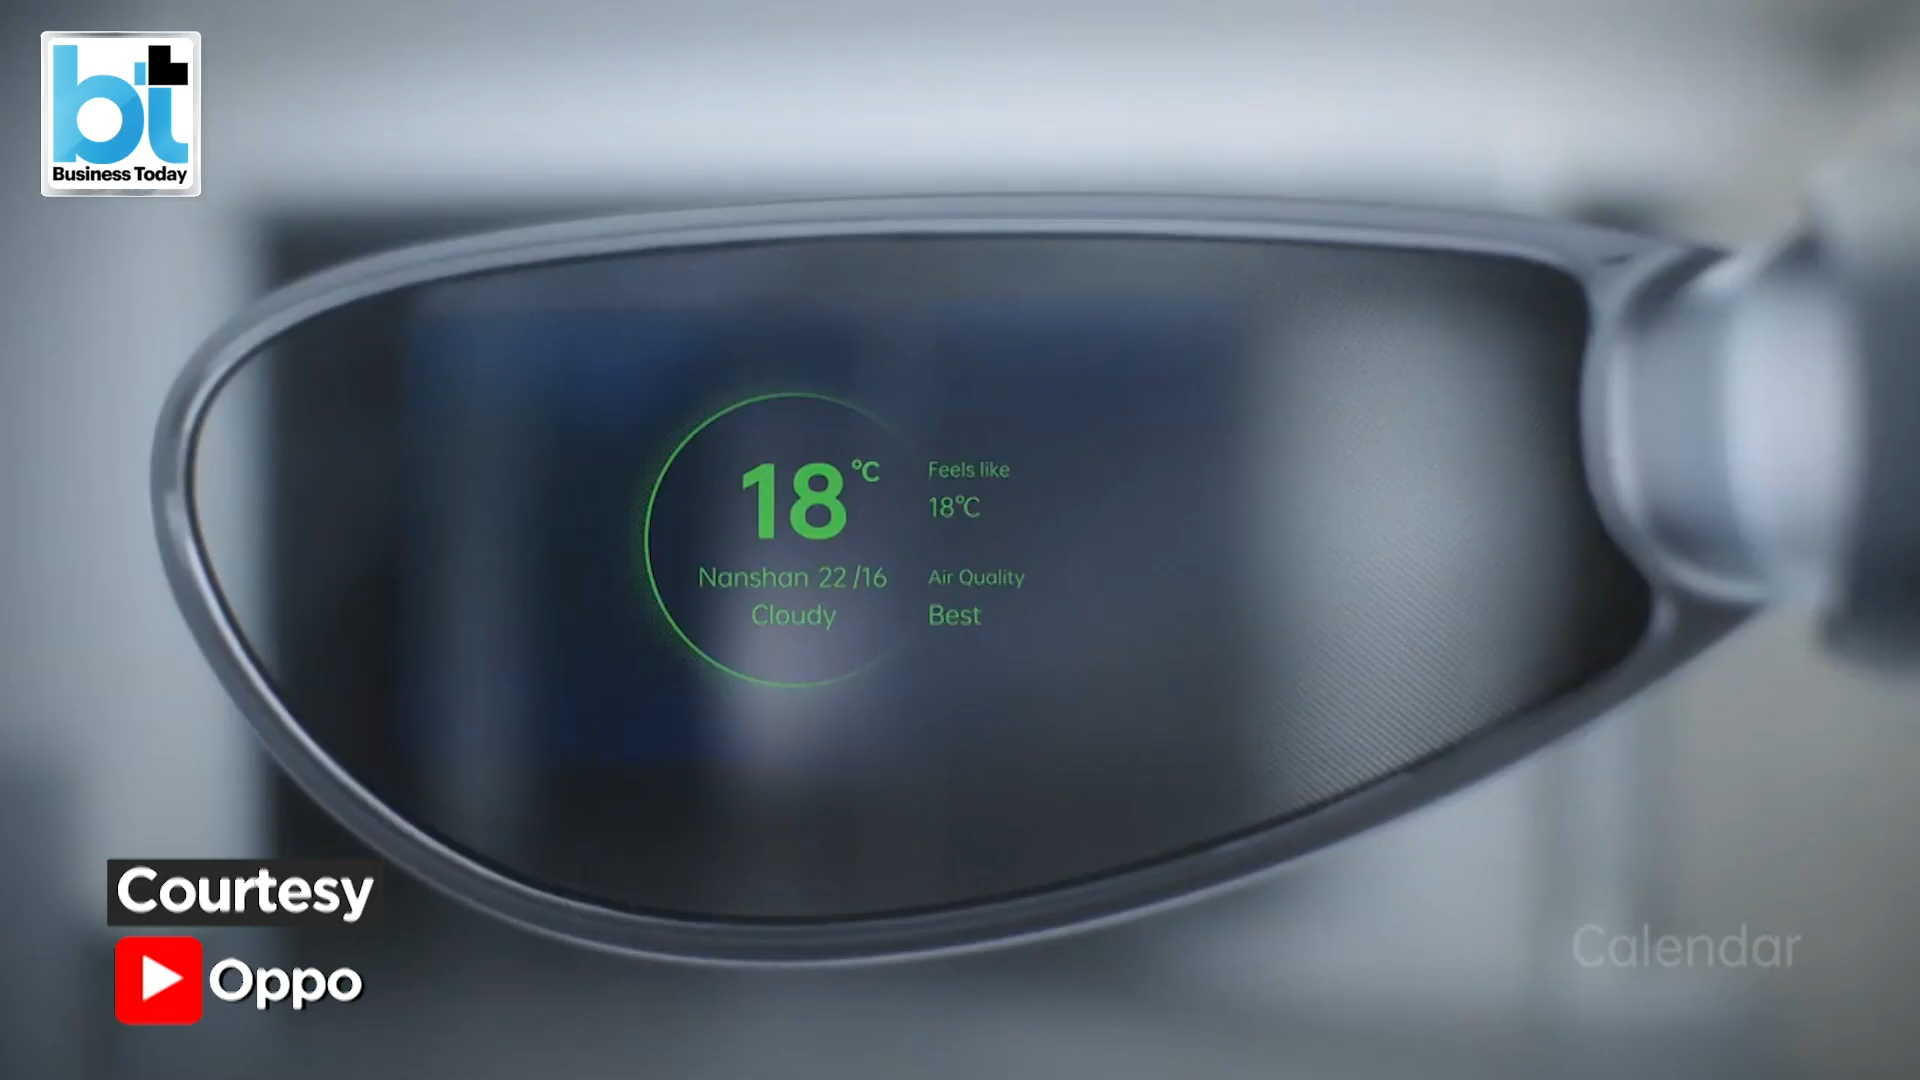 bt
Business Today
18°C
Nanshan 22/16
Cloudy
Feels like
18°C
Air Quality
Best
Courtesy
Oppo
Calendar